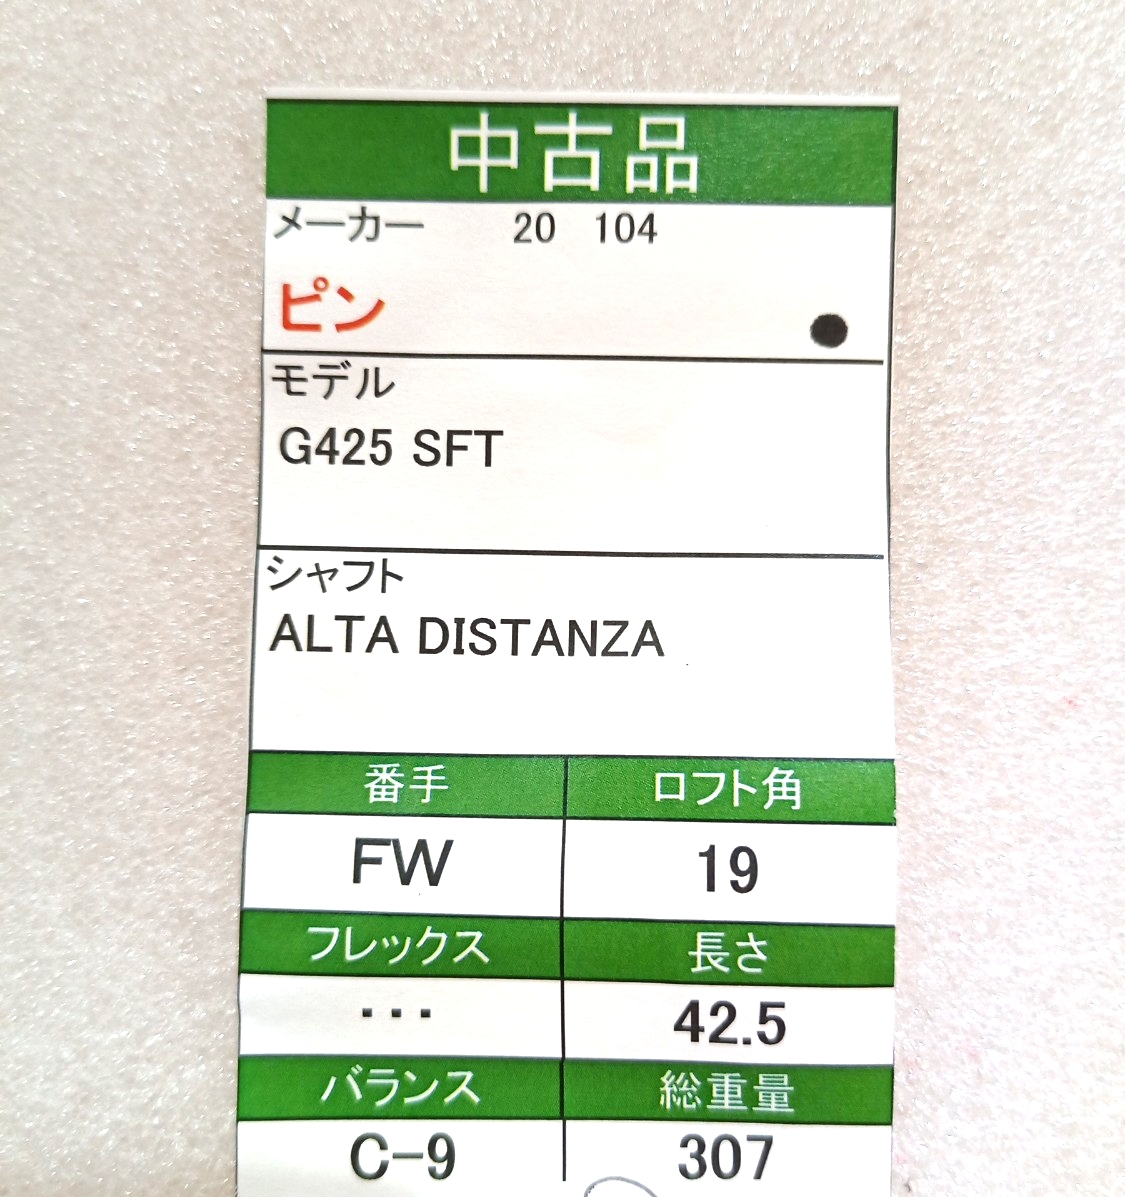 中古品
メーカー 20 104
ピン
モデル
G425 SFT
シャフト
ALTA DISTANZA
番手 ロフト角
FW 19
フレックス 長さ
... 42.5
バランス 総重量
C-9 307